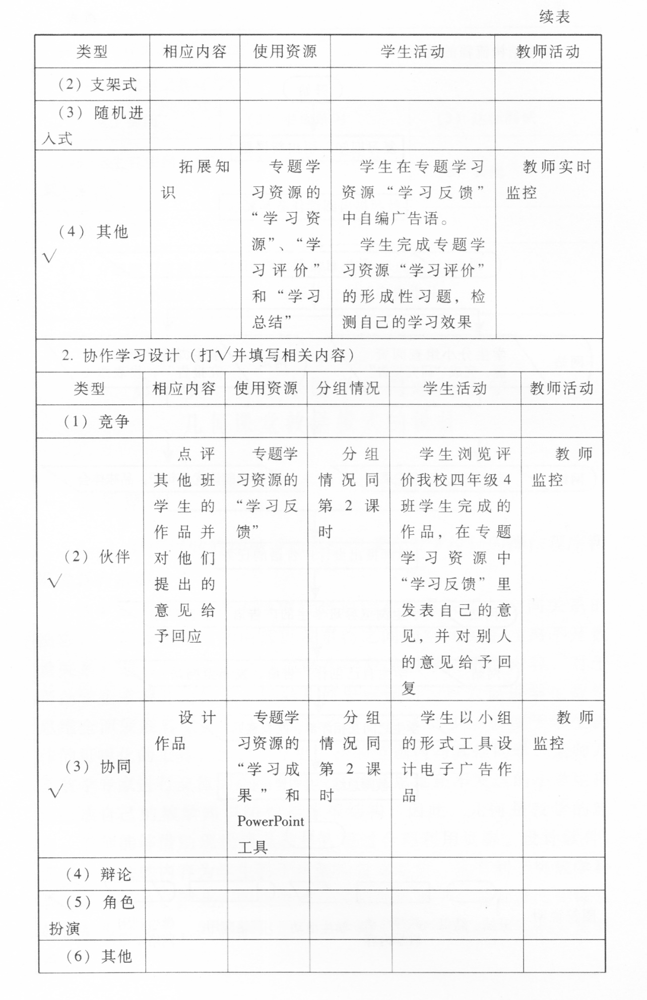 续表
类型 相应内容 使用资源 学生活动 教师活动
（2）支架式
（3）随机进
入式
（4）其他
√
拓展知
识
专题学
习资源的
“学习资
源”、“学
习评价”
和“学习
总结”
学生在专题学习
资源“学习反馈”
中自编广告语。
学生完成专题学
习资源“学习评价”
的形成性习题，检
测自己的学习效果
教师实时
监控
2. 协作学习设计（打√并填写相关内容）
类型 相应内容 使用资源 分组情况 学生活动 教师活动
（1）竞争
（2）伙伴
√
点评
其他班
学生的
作品并
对他们
提出的
意见给
予回应
专题学
习资源的
“学习反
馈”
分组
情况同
第2课
时
学生浏览评
价我校四年级4
班学生完成的
作品，在专题
学习资源中
“学习反馈”里
发表自己的意
见，并对别人
的意见给予回
复
教师
监控
（3）协同
√
设计
作品
专题学
习资源的
“学习成
果”和
PowerPoint
工具
分组
情况同
第2课
时
学生以小组
的形式工具设
计电子广告作
品
教师
监控
（4）辩论
（5）角色
扮演
（6）其他